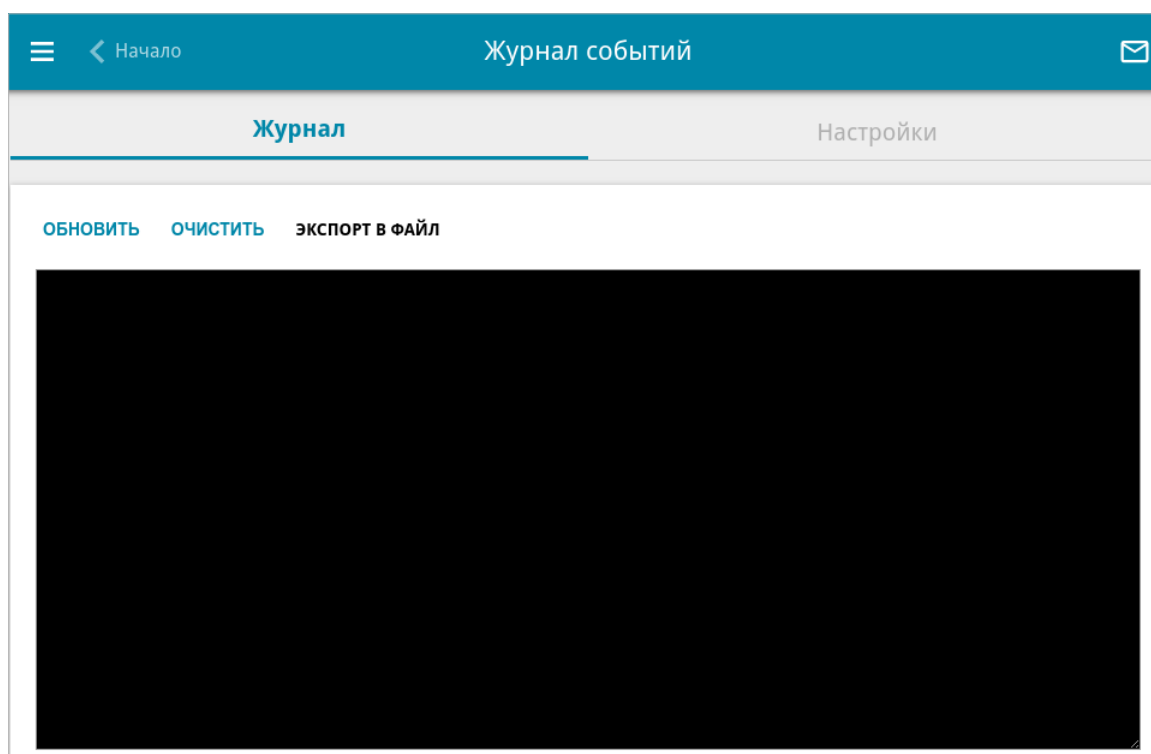 Начало
Журнал событий
Журнал
Настройки
ОБНОВИТЬ ОЧИСТИТЬ ЭКСПОРТ В ФАЙЛ